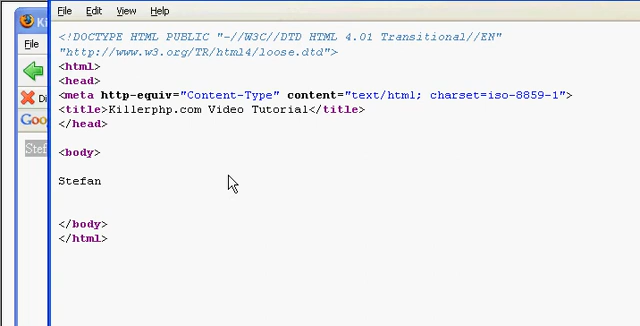 File Edit View Help
<!DOCTYPE HTML PUBLIC "-//W3C//DTD HTML 4.01 Transitional//EN"
"http://www.w3.org/TR/html4/loose.dtd">
<html>
<head>
<meta http-equiv="Content-Type" content="text/html; charset=iso-8859-1">
<title>Killerphp.com Video Tutorial</title>
</head>
<body>
Stefan
</body>
</html>
File